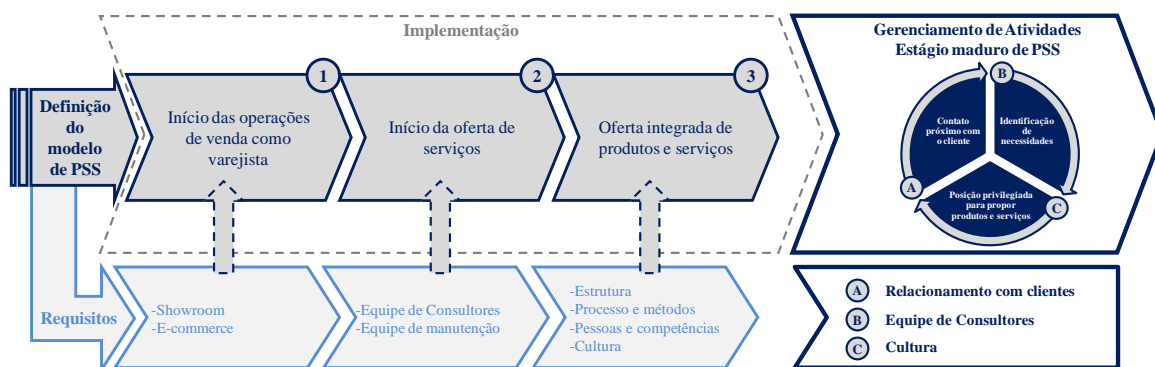 Implementação
Definição
do
modelo
de PSS
1
Início das operações
de venda como
varejista
2
Início da oferta de
serviços
3
Oferta integrada de
produtos e serviços
Gerenciamento de Atividades
Estágio maduro de PSS
B
Contato
próximo com
o cliente
Identificação
de
necessidades
A
Posição privilegiada
para propor
produtos e serviços
C
Requisitos
-Showroom
-E-commerce
-Equipe de Consultores
-Equipe de manutenção
-Estrutura
-Processo e métodos
-Pessoas e competências
-Cultura
A Relacionamento com clientes
B Equipe de Consultores
C Cultura